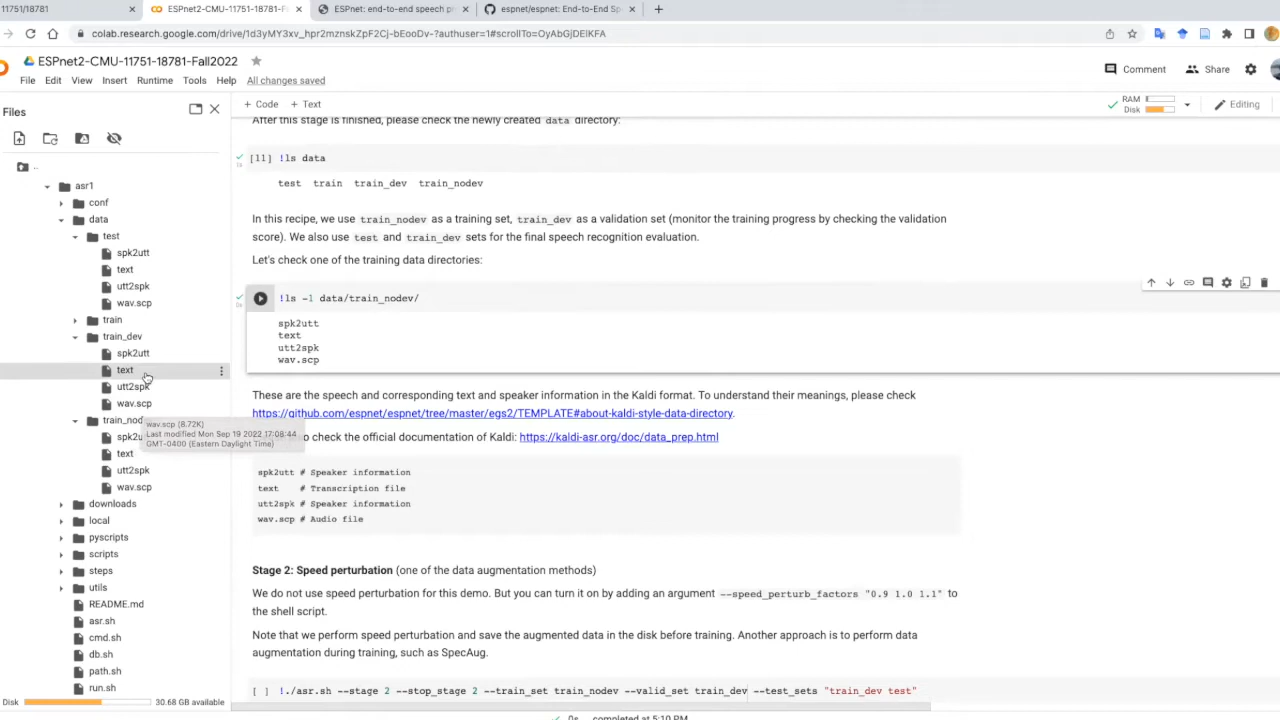 11751/18781
ESPnet2-CMU-11751-18781-F
ESPnet: end-to-end speech pr
espnet/espnet: End-to-End Sp
colab.research.google.com/drive/1d3yMY3xv_hpr2mznskZpF2Cj-bEooDv-?authuser=1#scrollTo=OyAbGjDEIKFA
ESPnet2-CMU-11751-18781-Fall2022
Comment
Share
File Edit View Insert Runtime Tools Help All changes saved
Files
+ Code + Text
RAM
Disk
Editing
..
asr1
conf
data
test
spk2utt
text
utt2spk
wav.scp
train
train_dev
spk2utt
text
utt2spk
wav.scp
train_nod
spk2u
text
utt2spk
wav.scp
downloads
local
pyscripts
scripts
steps
utils
README.md
asr.sh
cmd.sh
db.sh
path.sh
run.sh
Disk
30.68 GB available
wav.scp [8.72K]
Last modified Mon Sep 19 2022 17:08:44
GMT-0400 (Eastern Daylight Time)
After this stage is finished, please check the newly created data directory:
[11] !ls data
test train train_dev train_nodev
In this recipe, we use train_nodev as a training set, train_dev as a validation set (monitor the training progress by checking the validation
score). We also use test and train_dev sets for the final speech recognition evaluation.
Let's check one of the training data directories:
!ls -1 data/train_nodev/
spk2utt
text
utt2spk
wav.scp
These are the speech and corresponding text and speaker information in the Kaldi format. To understand their meanings, please check
https://github.com/espnet/espnet/tree/master/egs2/TEMPLATE#about-kaldi-style-data-directory.
o check the official documentation of Kaldi: https://kaldi-asr.org/doc/data_prep.html
spk2utt # Speaker information
text # Transcription file
utt2spk # Speaker information
wav.scp # Audio file
Stage 2: Speed perturbation (one of the data augmentation methods)
We do not use speed perturbation for this demo. But you can turn it on by adding an argument --speed_perturb_factors "0.9 1.0 1.1" to
the shell script.
Note that we perform speed perturbation and save the augmented data in the disk before training. Another approach is to perform data
augmentation during training, such as SpecAug.
[ ] !./asr.sh --stage 2 --stop_stage 2 --train_set train_nodev --valid_set train_dev --test_sets "train_dev test"
0s completed at 5:10 PM